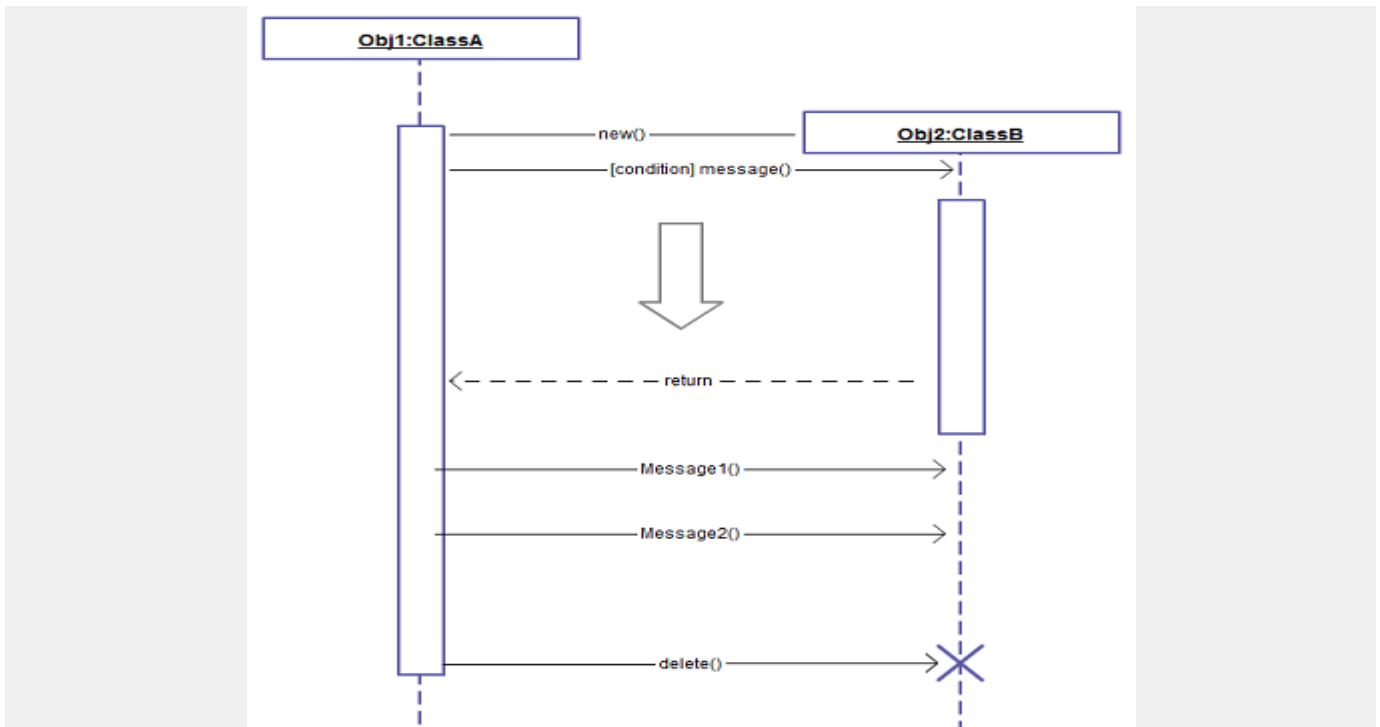 Obj1:ClassA
new()
Obj2:ClassB
[condition] message()
return
Message1()
Message2()
delete()